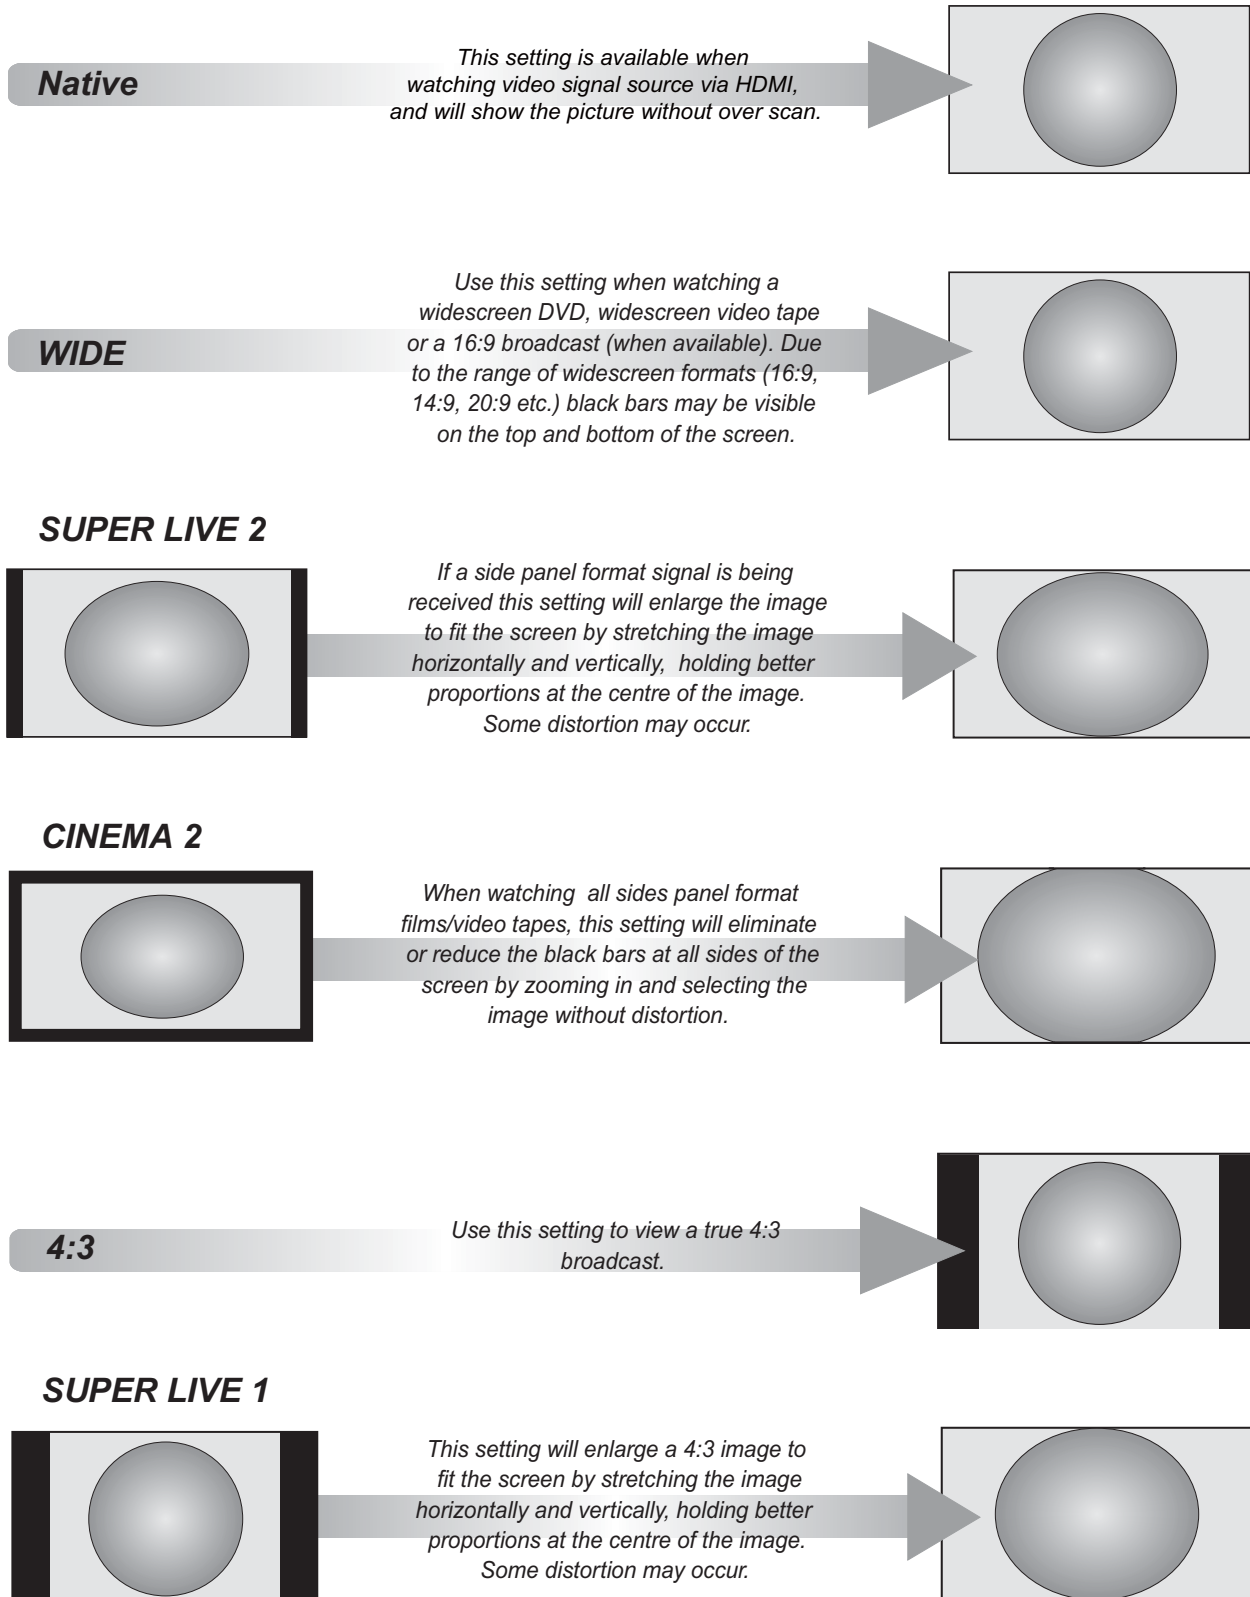 Native
This setting is available when
watching video signal source via HDMI,
and will show the picture without over scan.
WIDE
Use this setting when watching a
widescreen DVD, widescreen video tape
or a 16:9 broadcast (when available). Due
to the range of widescreen formats (16:9,
14:9, 20:9 etc.) black bars may be visible
on the top and bottom of the screen.
SUPER LIVE 2
If a side panel format signal is being
received this setting will enlarge the image
to fit the screen by stretching the image
horizontally and vertically, holding better
proportions at the centre of the image.
Some distortion may occur.
CINEMA 2
When watching all sides panel format
films/video tapes, this setting will eliminate
or reduce the black bars at all sides of the
screen by zooming in and selecting the
image without distortion.
4:3
Use this setting to view a true 4:3
broadcast.
SUPER LIVE 1
This setting will enlarge a 4:3 image to
fit the screen by stretching the image
horizontally and vertically, holding better
proportions at the centre of the image.
Some distortion may occur.